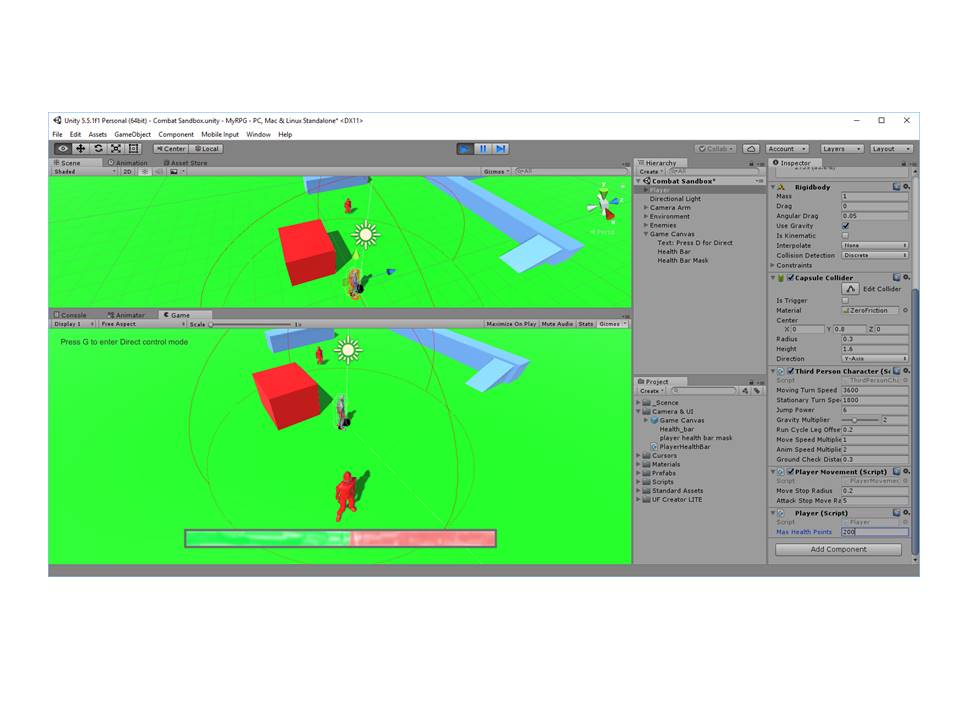 Unity 5.5.1f1 Personal (64bit) - Combat Sandbox.unity - MyRPG - PC, Mac & Linux Standalone* <DX11>
File Edit Assets GameObject Component Mobile Input Window Help
Center Local Collab Account Layers Layout
Scene Animation Asset Store
Shaded 2D Gizmos All
Persp
Console Animator Game
Display 1 Free Aspect Scale 1x Maximize On Play Mute Audio Stats Gizmos
Press G to enter Direct control mode
Hierarchy
Create All
Combat Sandbox*
Player
Directional Light
Camera Arm
Environment
Enemies
Game Canvas
Text: Press D for Direct
Health Bar
Health Bar Mask
Project
Create
_Scence
Camera & UI
Game Canvas
Health_bar
player health bar mask
PlayerHealthBar
Cursors
Materials
Prefabs
Scripts
Standard Assets
UF Creator LITE
Inspector
Rigidbody
Mass 1
Drag 0
Angular Drag 0.05
Use Gravity
Is Kinematic
Interpolate None
Collision Detection Discrete
Constraints
Capsule Collider
Edit Collider
Is Trigger
Material ZeroFriction
Center
X 0 Y 0.8 Z 0
Radius 0.3
Height 1.6
Direction Y-Axis
Third Person Character (Sc
Script ThirdPersonCha
Moving Turn Speed 3600
Stationary Turn Spe 1800
Jump Power 6
Gravity Multiplier 2
Run Cycle Leg Offse 0.2
Move Speed Multiplie 1
Anim Speed Multiplie 2
Ground Check Distan 0.3
Player Movement (Script)
Script PlayerMovemen
Move Stop Radius 0.2
Attack Stop Move Ra 5
Player (Script)
Script Player
Max Health Points 200
Add Component